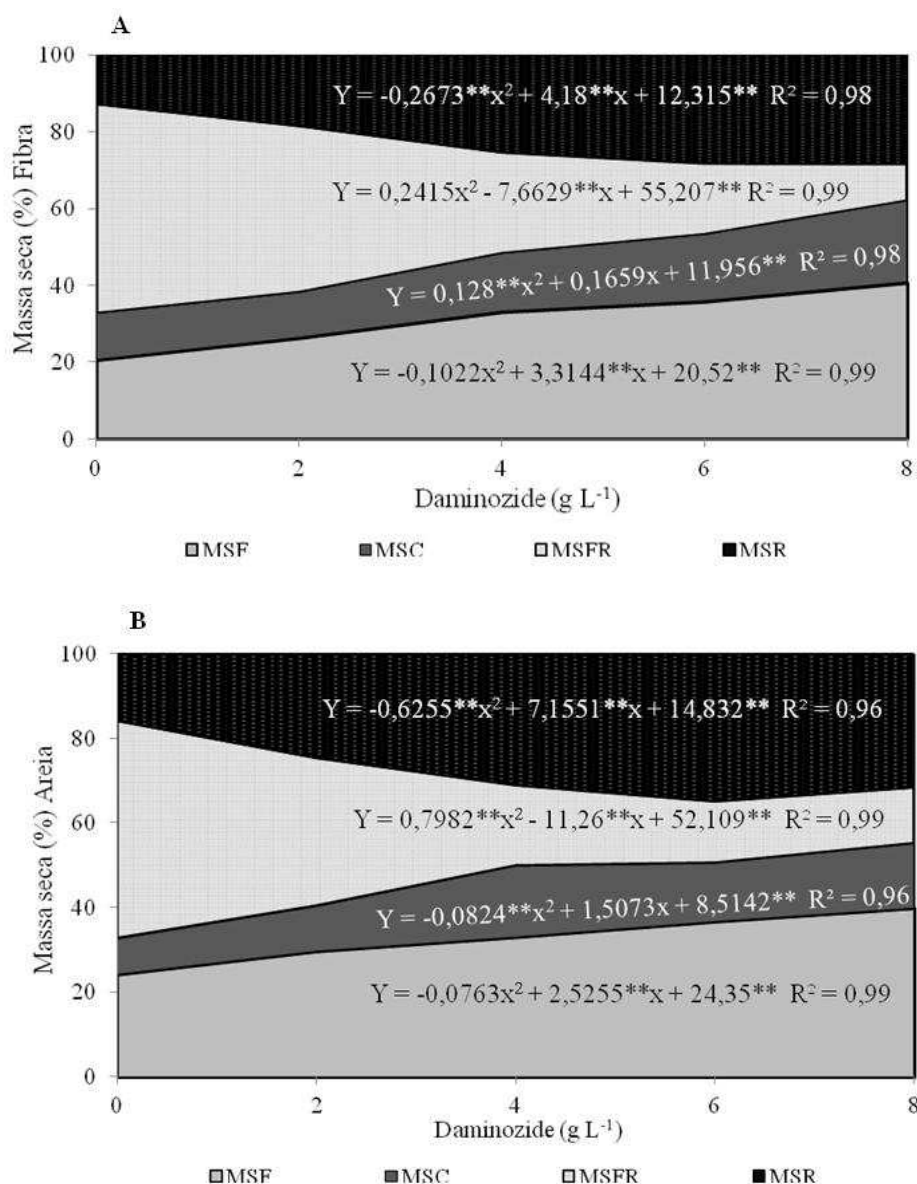 A
Massa seca (%) Fibra
100
80
60
40
20
0
Y = -0,2673**x² + 4,18**x + 12,315** R² = 0,98
Y = 0,2415x² - 7,6629**x + 55,207** R² = 0,99
Y = 0,128**x² + 0,1659x + 11,956** R² = 0,98
Y = -0,1022x² + 3,3144**x + 20,52** R² = 0,99
0 2 4 6 8
Daminozide (g L⁻¹)
MSF MSC MSFR MSR
B
Massa seca (%) Areia
100
80
60
40
20
0
Y = -0,6255**x² + 7,1551**x + 14,832** R² = 0,96
Y = 0,7982**x² - 11,26**x + 52,109** R² = 0,99
Y = -0,0824**x² + 1,5073x + 8,5142** R² = 0,96
Y = -0,0763x² + 2,5255**x + 24,35** R² = 0,99
0 2 4 6 8
Daminozide (g L⁻¹)
MSF MSC MSFR MSR